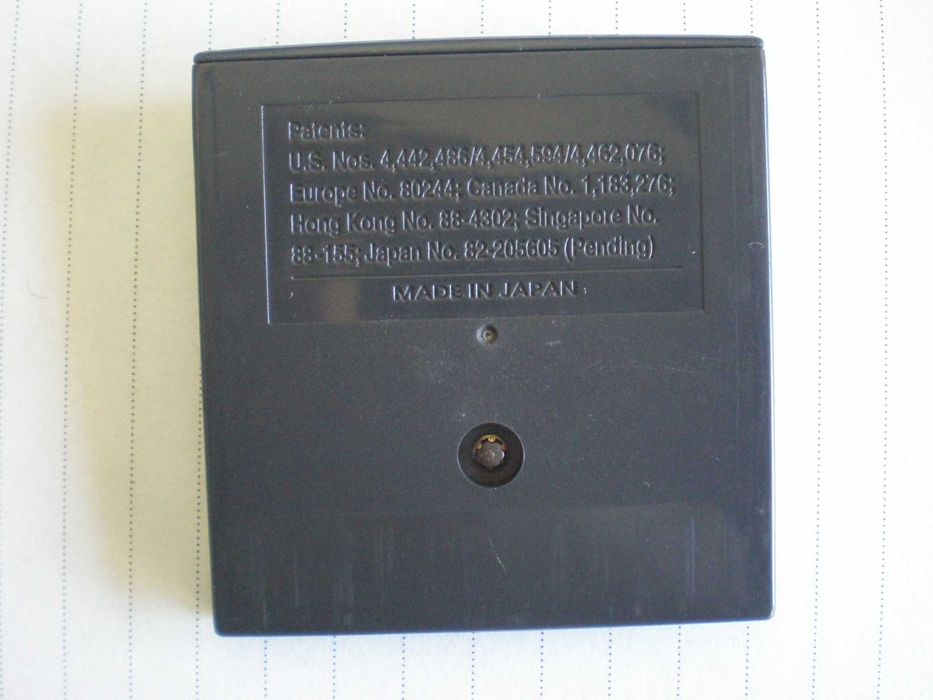 Patents:
U.S. Nos. 4,442,486/4,454,594/4,462,076;
Europe No. 80244; Canada No. 1,183,276;
Hong Kong No. 88-4302; Singapore No.
88-155; Japan No. 82-205605 (Pending)
MADE IN JAPAN